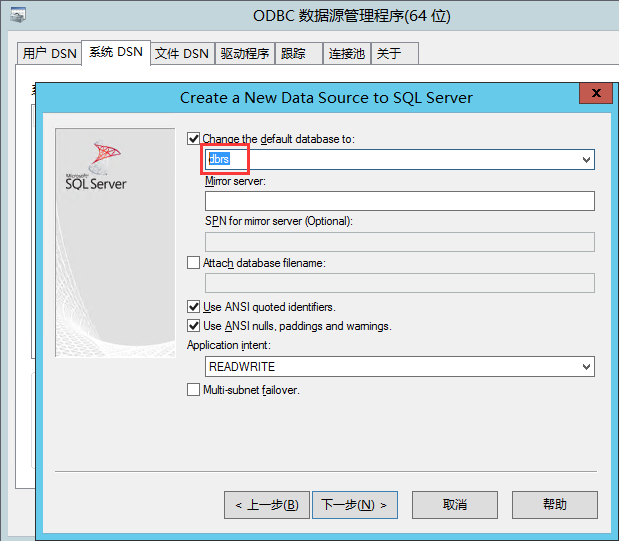 ODBC 数据源管理程序(64 位)
用户 DSN 系统 DSN 文件 DSN 驱动程序 跟踪 连接池 关于
Create a New Data Source to SQL Server
x
Microsoft
SQL Server
Change the default database to:
dbrs
Mirror server:
SPN for mirror server (Optional):
Attach database filename:
Use ANSI quoted identifiers.
Use ANSI nulls, paddings and warnings.
Application intent:
READWRITE
Multi-subnet failover.
< 上一步(B) 下一步(N) > 取消 帮助